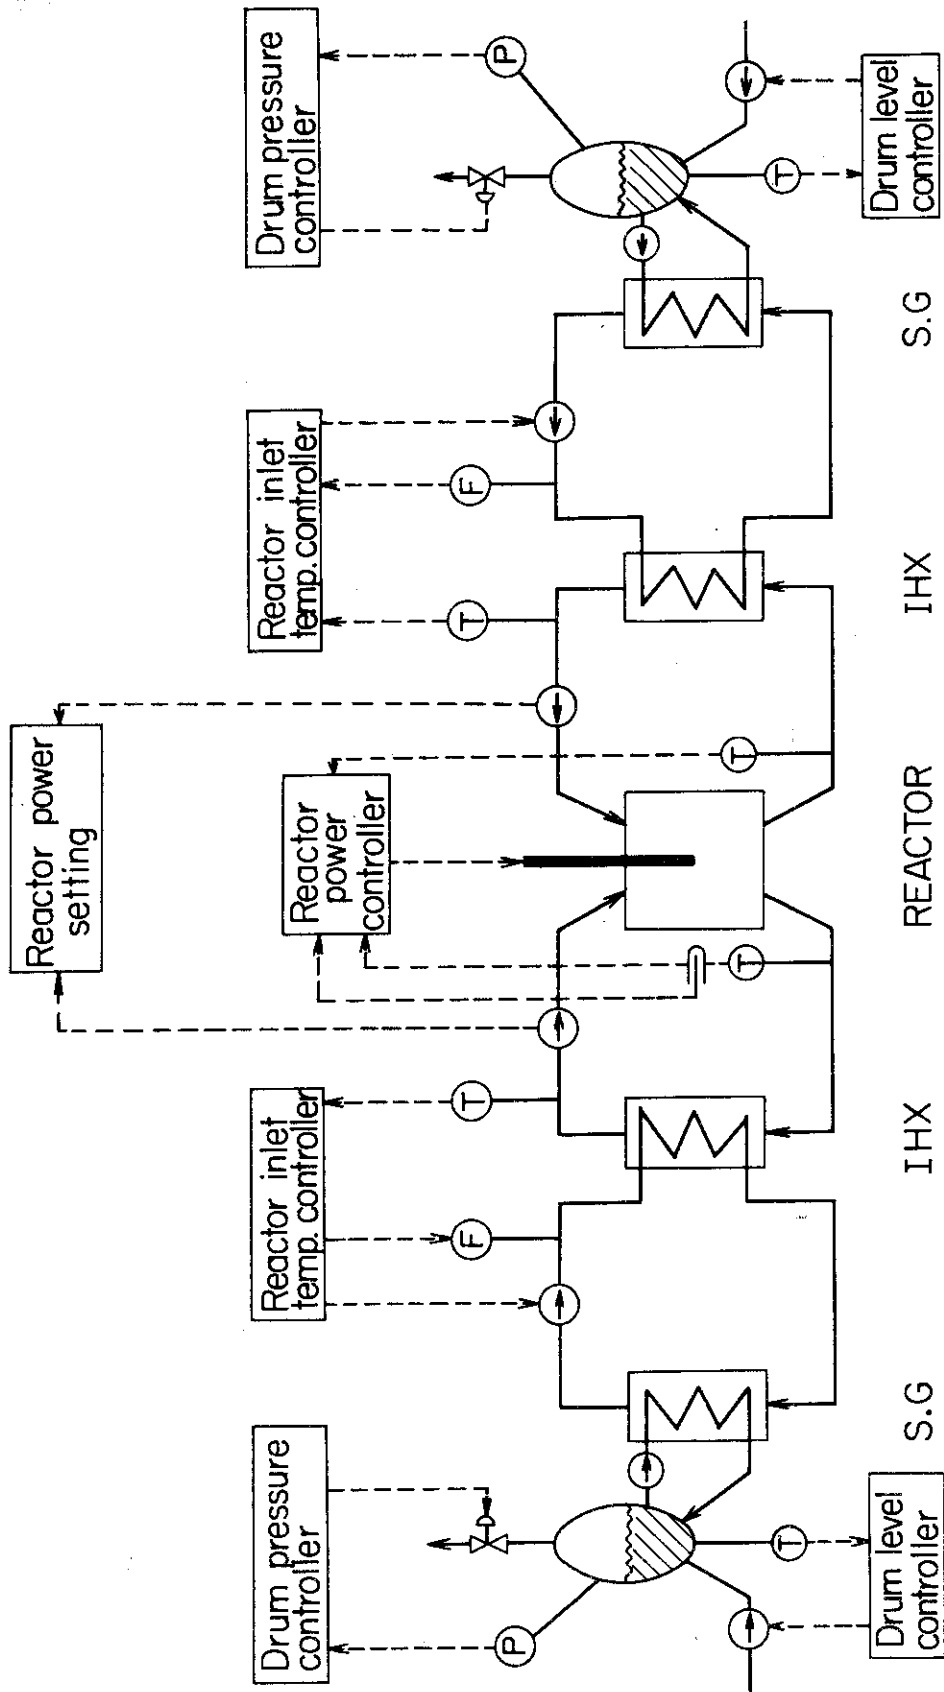 Reactor power
setting
Drum pressure
controller
Reactor inlet
temp. controller
Reactor
power
controller
Reactor inlet
temp.controller
Drum pressure
controller
P
F
T
T
F
P
T
T
T
T
Drum level
controller
S.G
IHX
REACTOR
IHX
S.G
Drum level
controller